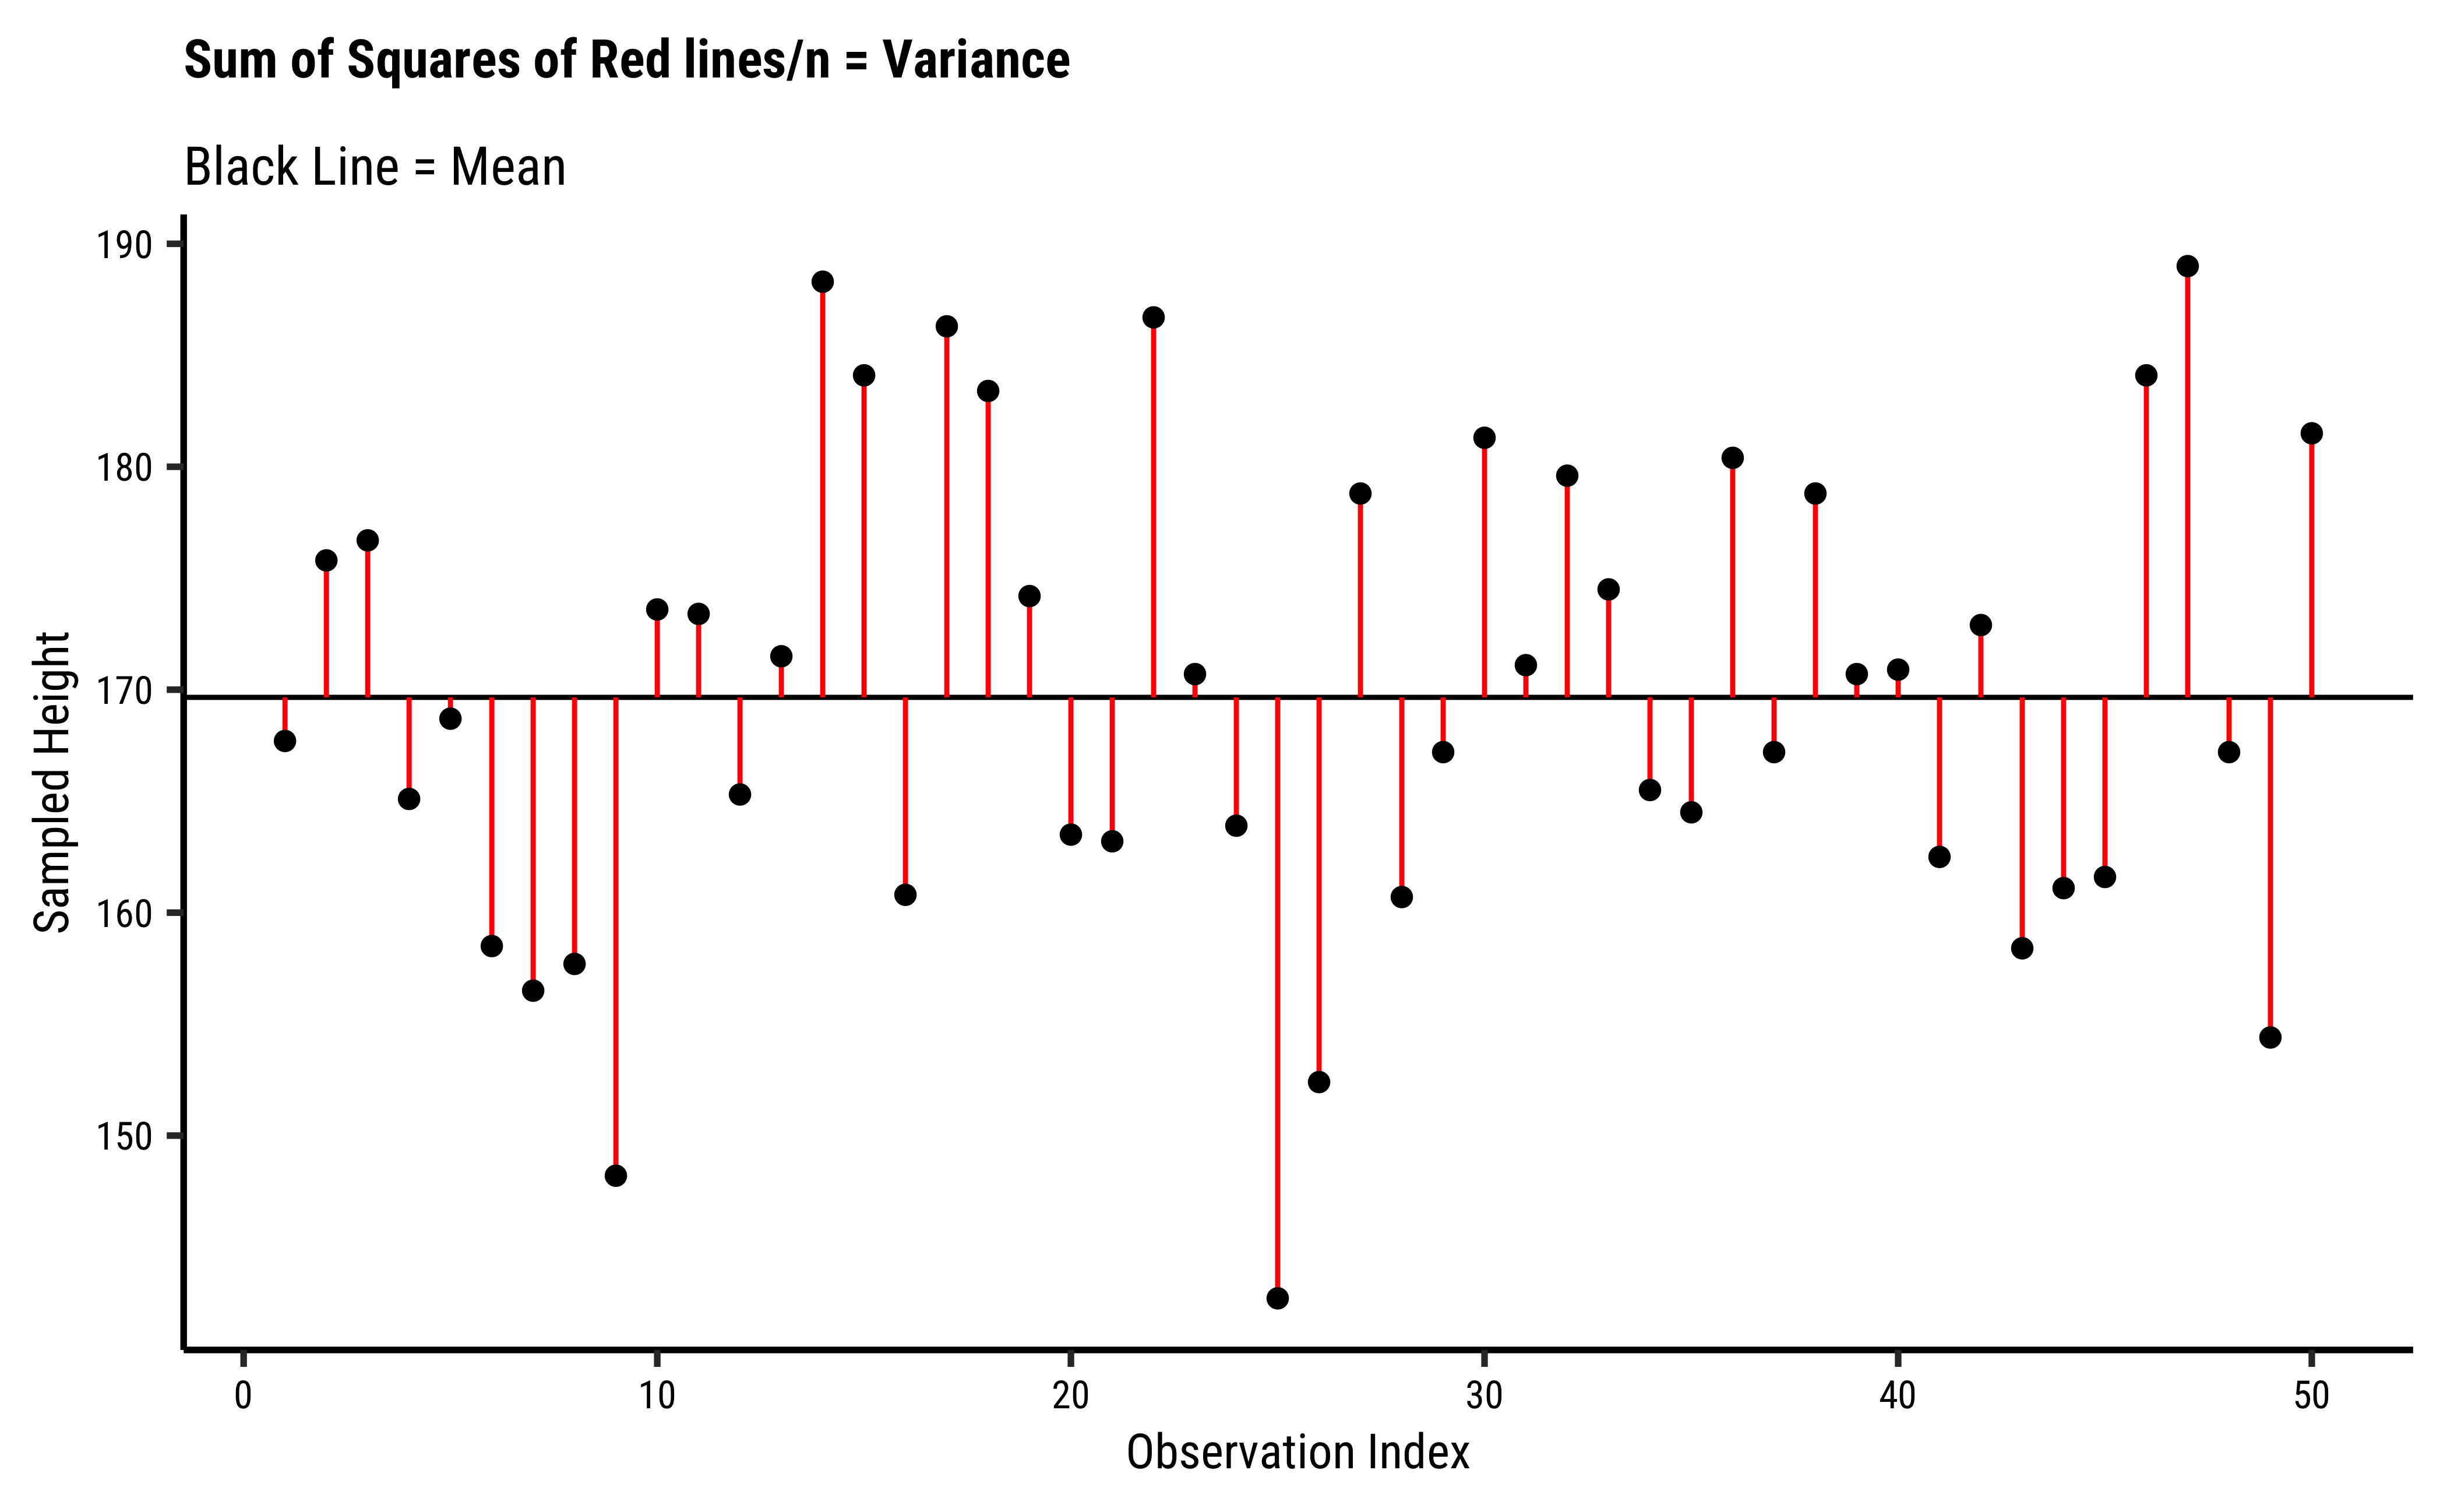 Sum of Squares of Red lines/n = Variance
Black Line = Mean
190
180
170
160
150
Sampled Height
0 10 20 30 40 50
Observation Index